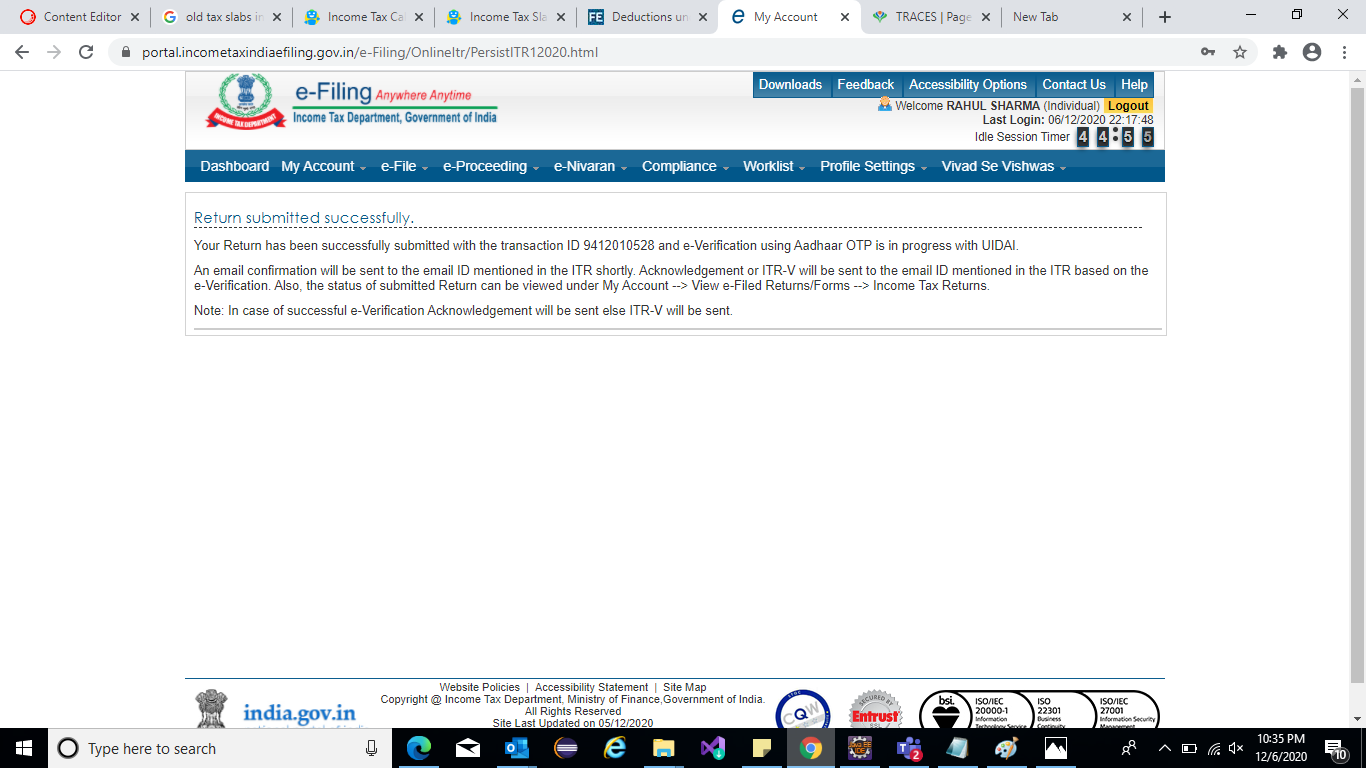 Content Editor
old tax slabs in
Income Tax Ca
Income Tax Sla
Deductions un
My Account
TRACES | Page
New Tab
portal.incometaxindiaefiling.gov.in/e-Filing/OnlineItr/PersistITR12020.html
e-Filing Anywhere Anytime
Income Tax Department, Government of India
INCOME TAX DEPARTMENT
Downloads Feedback Accessibility Options Contact Us Help
Welcome RAHUL SHARMA (Individual) Logout
Last Login: 06/12/2020 22:17:48
Idle Session Timer 4 4 : 5 5
Dashboard My Account e-File e-Proceeding e-Nivaran Compliance Worklist Profile Settings Vivad Se Vishwas
Return submitted successfully.
Your Return has been successfully submitted with the transaction ID 9412010528 and e-Verification using Aadhaar OTP is in progress with UIDAI.
An email confirmation will be sent to the email ID mentioned in the ITR shortly. Acknowledgement or ITR-V will be sent to the email ID mentioned in the ITR based on the
e-Verification. Also, the status of submitted Return can be viewed under My Account --> View e-Filed Returns/Forms --> Income Tax Returns.
Note: In case of successful e-Verification Acknowledgement will be sent else ITR-V will be sent.
Website Policies | Accessibility Statement | Site Map
Copyright @ Income Tax Department, Ministry of Finance,Government of India.
All Rights Reserved
Site Last Updated on 05/12/2020
india.gov.in
STQC
CQW
SECURED BY
Entrust
SSL
bsi.
ISO/IEC
20000-1
Information
Technology Service
ISO
22301
Business
Continuity
ISO/IEC
27001
Information Security
Management
Type here to search
2
10:35 PM
12/6/2020
10